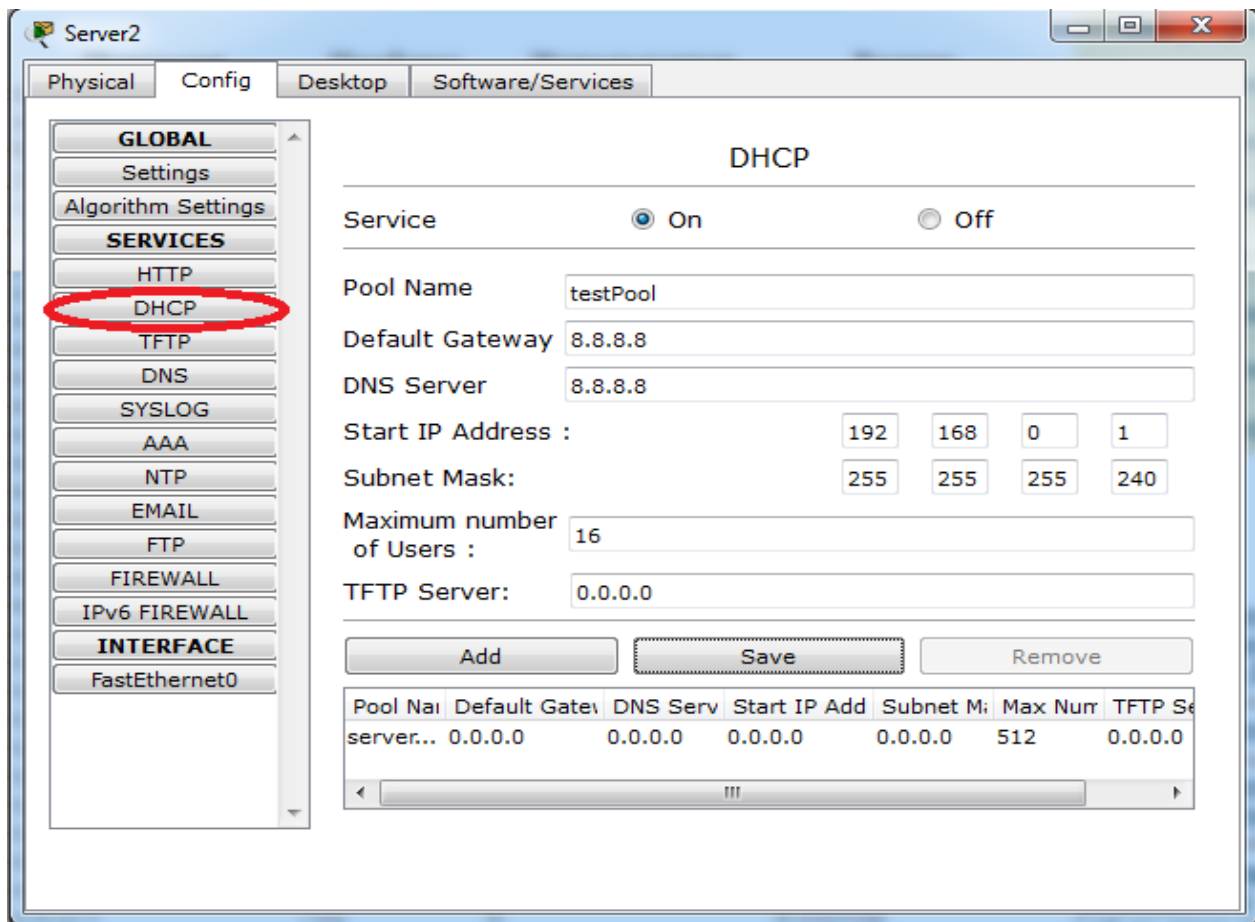 Server2
Physical Config Desktop Software/Services
GLOBAL
Settings
Algorithm Settings
SERVICES
HTTP
DHCP
TFTP
DNS
SYSLOG
AAA
NTP
EMAIL
FTP
FIREWALL
IPv6 FIREWALL
INTERFACE
FastEthernet0
DHCP
Service On Off
Pool Name testPool
Default Gateway 8.8.8.8
DNS Server 8.8.8.8
Start IP Address : 192 168 0 1
Subnet Mask: 255 255 255 240
Maximum number
of Users : 16
TFTP Server: 0.0.0.0
Add Save Remove
Pool Nai Default Gatew DNS Serv Start IP Add Subnet Ma Max Num TFTP Se
server... 0.0.0.0 0.0.0.0 0.0.0.0 0.0.0.0 512 0.0.0.0